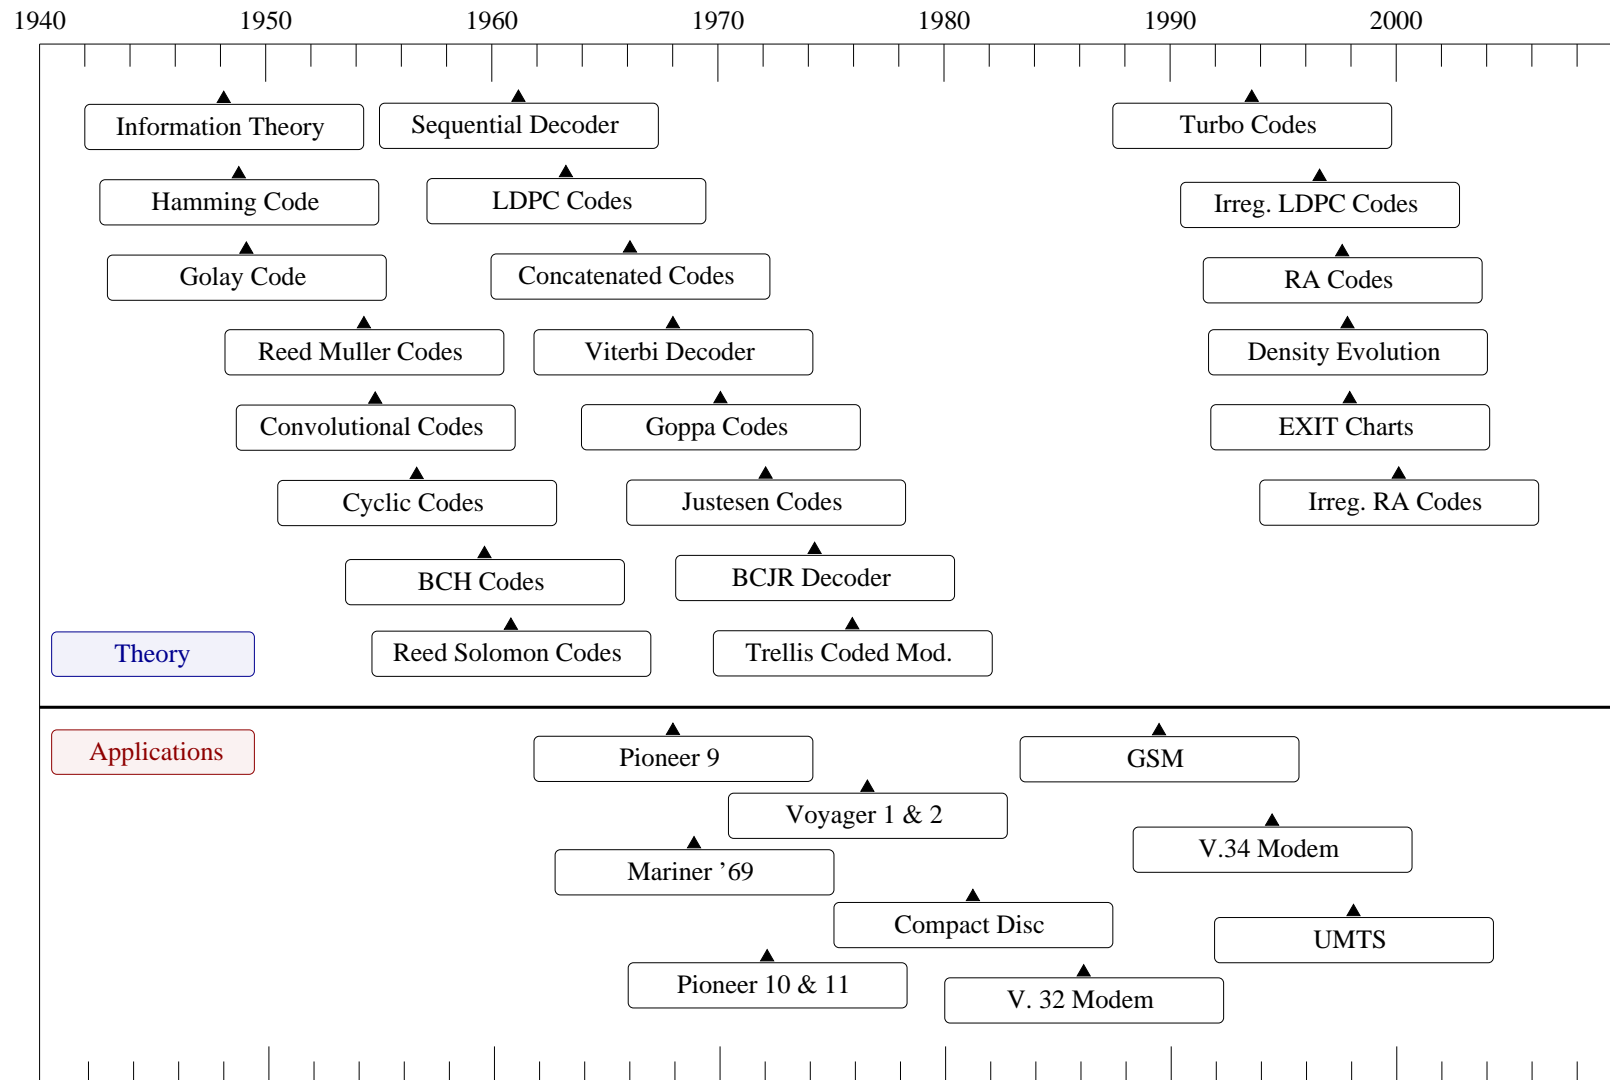 1940 1950 1960 1970 1980 1990 2000
Information Theory
Sequential Decoder
Turbo Codes
Hamming Code
LDPC Codes
Irreg. LDPC Codes
Golay Code
Concatenated Codes
RA Codes
Reed Muller Codes
Viterbi Decoder
Density Evolution
Convolutional Codes
Goppa Codes
EXIT Charts
Cyclic Codes
Justesen Codes
Irreg. RA Codes
BCH Codes
BCJR Decoder
Theory
Reed Solomon Codes
Trellis Coded Mod.
Applications
Pioneer 9
GSM
Voyager 1 & 2
V.34 Modem
Mariner ’69
Compact Disc
UMTS
Pioneer 10 & 11
V. 32 Modem